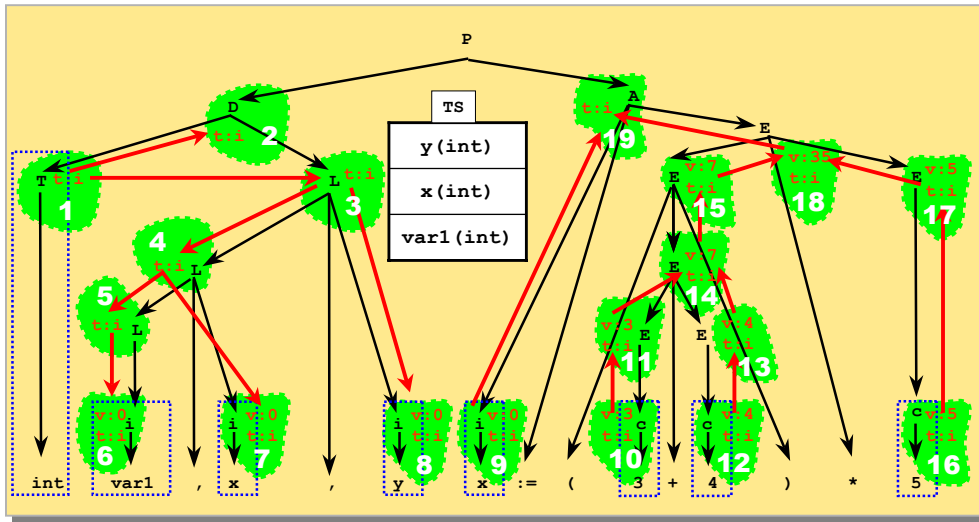 P
D TS A
t:i 2 t:i E
y(int) 19
T t:i L t:i v:7 v:35 v:5
1 3 x(int) E t:i E t:i
15 18 17
4 var1(int)
t:i L E v:7
t:i
5 14
t:i L v:3 E E v:4
t:i t:i
11 13
v:0 i i v:0 i v:0 i v:0 v:3 c c v:4 c v:5
t:i t:i t:i t:i t:i t:i t:i
6 7 8 9 10 12 16
int var1 , x , y x := ( 3 + 4 ) * 5